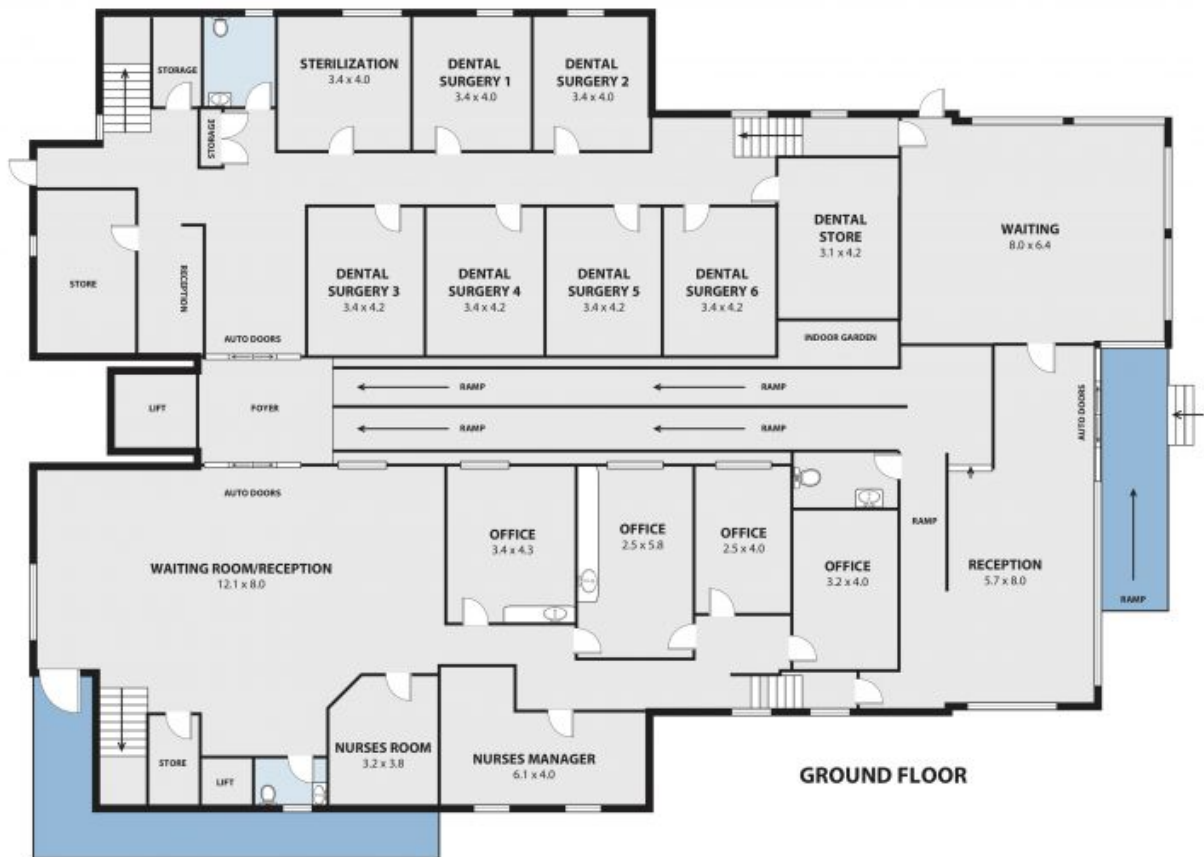 STORAGE
STERILIZATION
3.4 x 4.0
DENTAL
SURGERY 1
3.4 x 4.0
DENTAL
SURGERY 2
3.4 x 4.0
STORAGE
STORE
RECEPTION
DENTAL
SURGERY 3
3.4 x 4.2
DENTAL
SURGERY 4
3.4 x 4.2
DENTAL
SURGERY 5
3.4 x 4.2
DENTAL
SURGERY 6
3.4 x 4.2
DENTAL
STORE
3.1 x 4.2
WAITING
8.0 x 6.4
AUTO DOORS
INDOOR GARDEN
LIFT
FOYER
RAMP
RAMP
RAMP
RAMP
AUTO DOORS
AUTO DOORS
WAITING ROOM/RECEPTION
12.1 x 8.0
OFFICE
3.4 x 4.3
OFFICE
2.5 x 5.8
OFFICE
2.5 x 4.0
OFFICE
3.2 x 4.0
RAMP
RECEPTION
5.7 x 8.0
RAMP
STORE
LIFT
NURSES ROOM
3.2 x 3.8
NURSES MANAGER
6.1 x 4.0
GROUND FLOOR